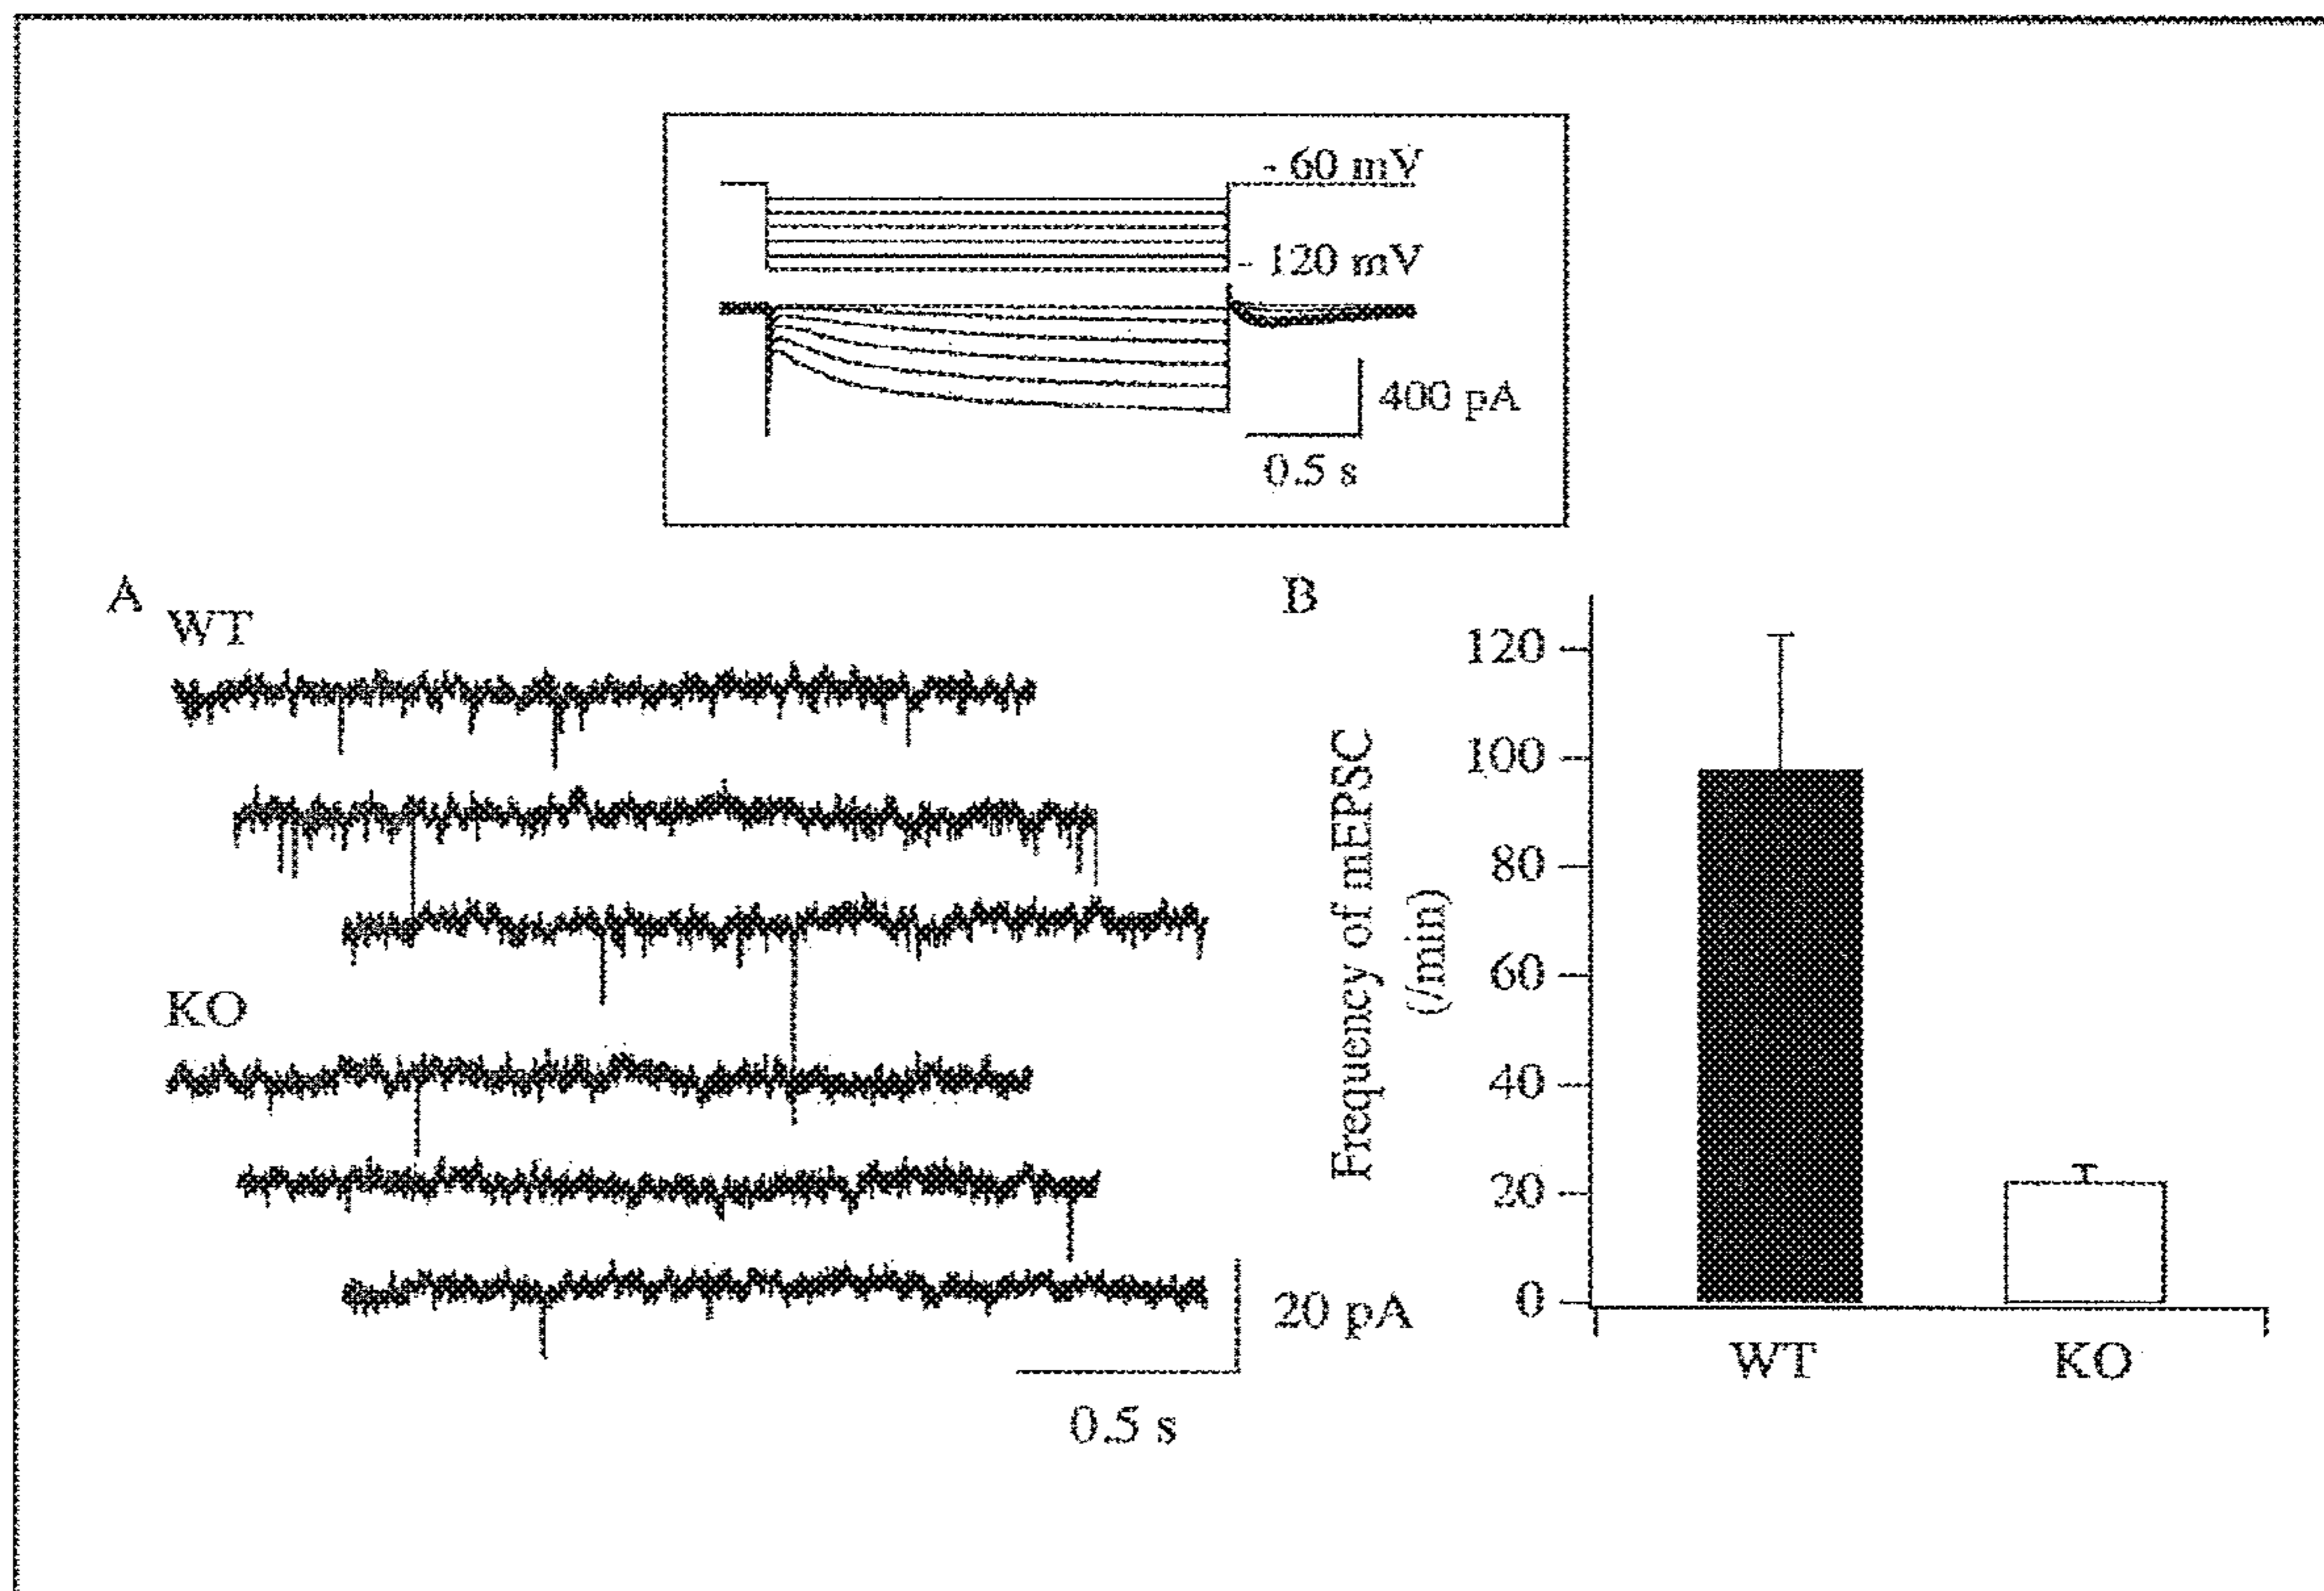 - 60 mV
- 120 mV
400 pA
0.5 s
A
WT
KO
20 pA
0.5 s
B
Frequency of mEPSC
(/min)
120
100
80
60
40
20
0
WT
KO